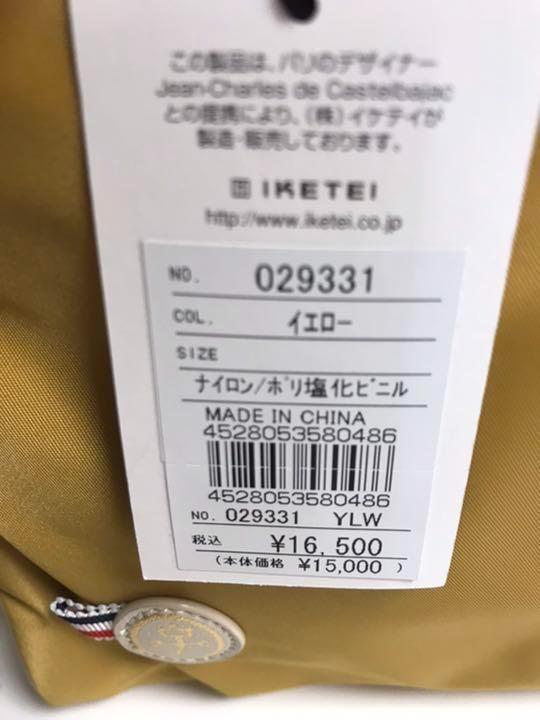 この製品は、パリのデザイナー
Jean-Charles de Castelbajac
との提携により、(株)イケテイが
製造・販売しております。
IKETEI
http://www.iketei.co.jp
NO. 029331
COL. イエロー
SIZE
ナイロン/ポリ塩化ビニル
MADE IN CHINA
4528053580486
4528053580486
NO. 029331 YLW
税込 ¥16,500
(本体価格 ¥15,000 )